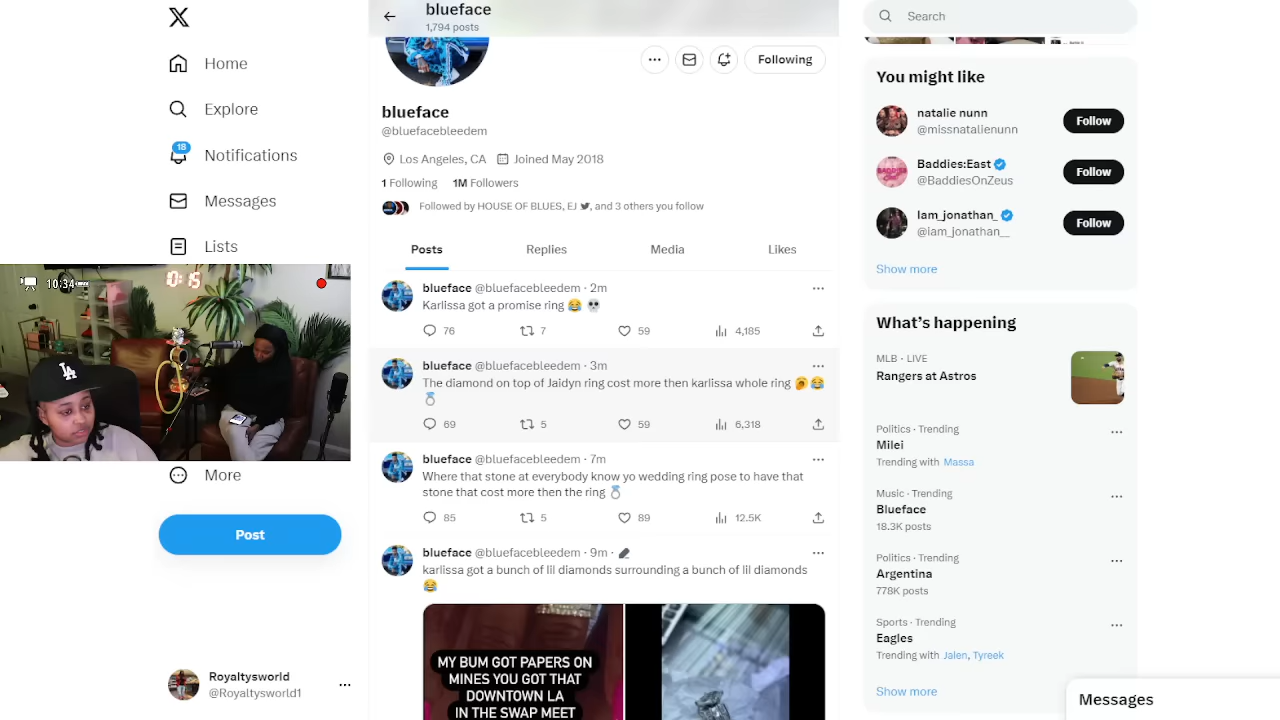 blueface
1,794 posts
Search
Home
Explore
18
Notifications
Messages
Lists
10:34
0:15
LA
More
Post
Royaltysworld
@Royaltysworld1
Following
blueface
@bluefacebleedem
Los Angeles, CA Joined May 2018
1 Following 1M Followers
Followed by HOUSE OF BLUES, EJ, and 3 others you follow
Posts Replies Media Likes
blueface @bluefacebleedem · 2m
Karlissa got a promise ring 😂 💀
76 7 59 4,185
blueface @bluefacebleedem · 3m
The diamond on top of Jaidyn ring cost more then karlissa whole ring 🥠😂
💍
69 5 59 6,318
blueface @bluefacebleedem · 7m
Where that stone at everybody know yo wedding ring pose to have that
stone that cost more then the ring 💍
85 5 89 12.5K
blueface @bluefacebleedem · 9m ·
karlissa got a bunch of lil diamonds surrounding a bunch of lil diamonds
😂
MY BUM GOT PAPERS ON
MINES YOU GOT THAT
DOWNTOWN LA
IN THE SWAP MEET
You might like
natalie nunn
@missnatalienunn
Follow
Baddies:East
@BaddiesOnZeus
Follow
Iam_jonathan_
@iam_jonathan__
Follow
Show more
What's happening
MLB · LIVE
Rangers at Astros
Politics · Trending
Milei
Trending with Massa
Music · Trending
Blueface
18.3K posts
Politics · Trending
Argentina
778K posts
Sports · Trending
Eagles
Trending with Jalen, Tyreek
Show more
Messages